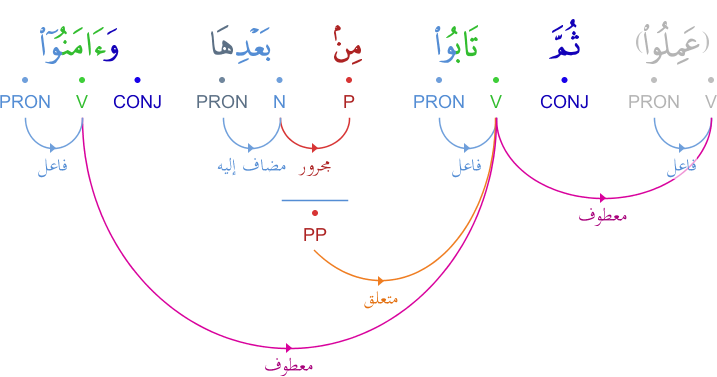 (عَمِلُوا۟) ثُمَّ تَابُوا۟ مِنۢ بَعْدِهَا وَءَامَنُوٓا۟
V PRON CONJ V PRON P N PRON CONJ V PRON
فاعل فاعل مجرور مضاف إليه فاعل
معطوف
PP
متعلق
معطوف